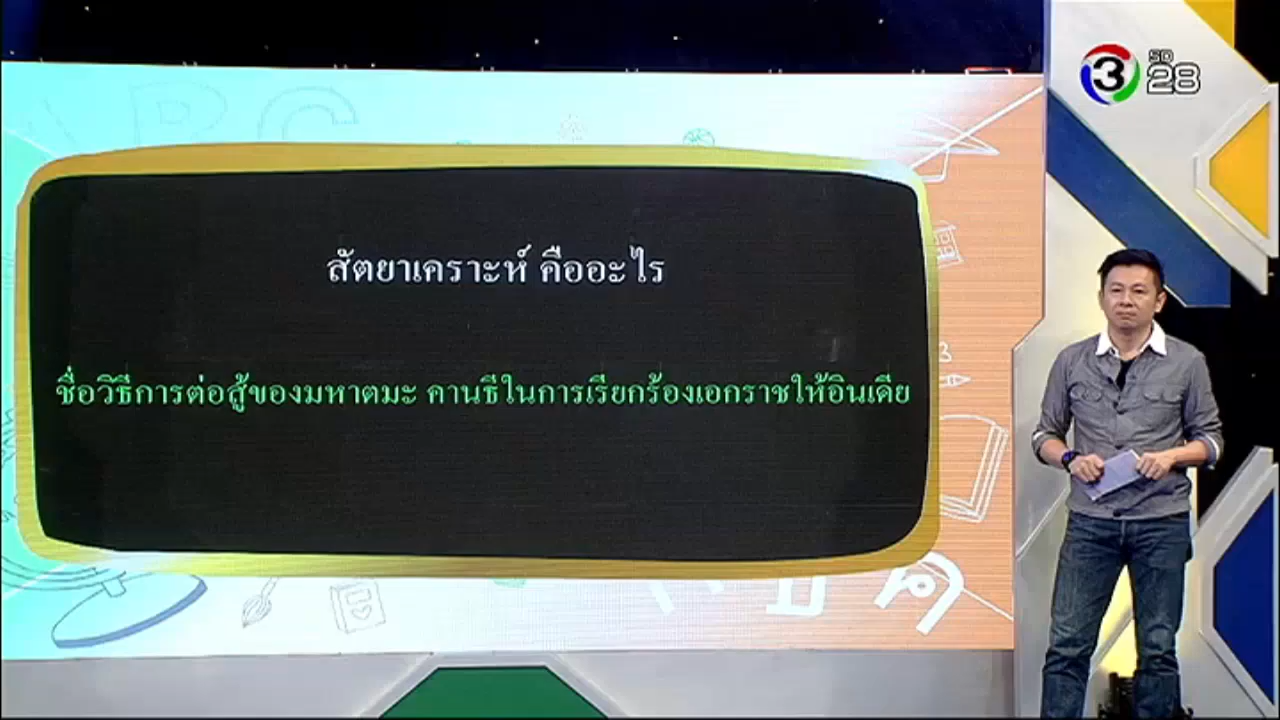 3
SD
28
ABC
สัตยาเคราะห์ คืออะไร
ชื่อวิธีการต่อสู้ของมหาตมะ คานธีในการเรียกร้องเอกราชให้อินเดีย